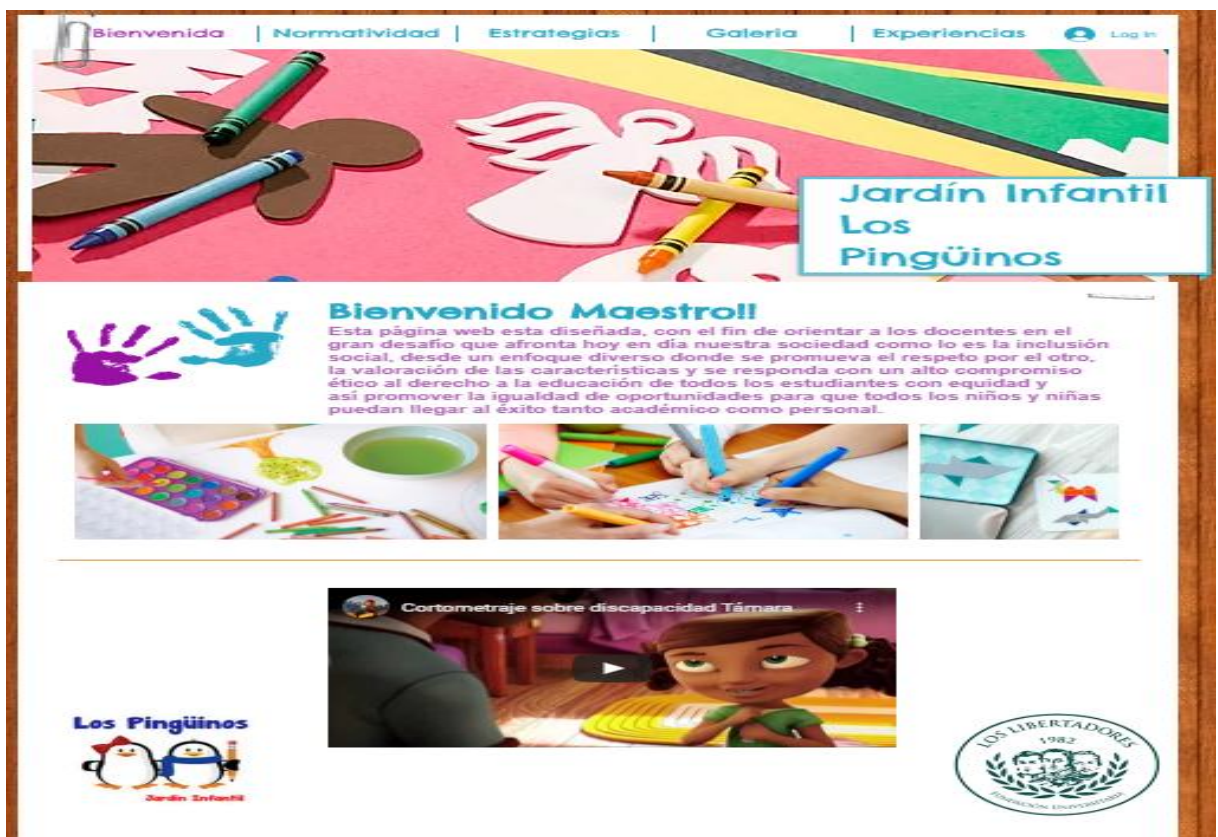 Bienvenida | Normatividad | Estrategias | Galeria | Experiencias Log In
Jardín Infantil
Los
Pingüinos
Bienvenido Maestro!!
Esta página web esta diseñada, con el fin de orientar a los docentes en el
gran desafío que afronta hoy en día nuestra sociedad como lo es la inclusión
social, desde un enfoque diverso donde se promueva el respeto por el otro,
la valoración de las características y se responda con un alto compromiso
ético al derecho a la educación de todos los estudiantes con equidad y
así promover la igualdad de oportunidades para que todos los niños y niñas
puedan llegar al éxito tanto académico como personal.
Cortometraje sobre discapacidad Támara
Los Pingüinos
Jardín Infantil
LOS LIBERTADORES
1982
FUNDACIÓN UNIVERSITARIA